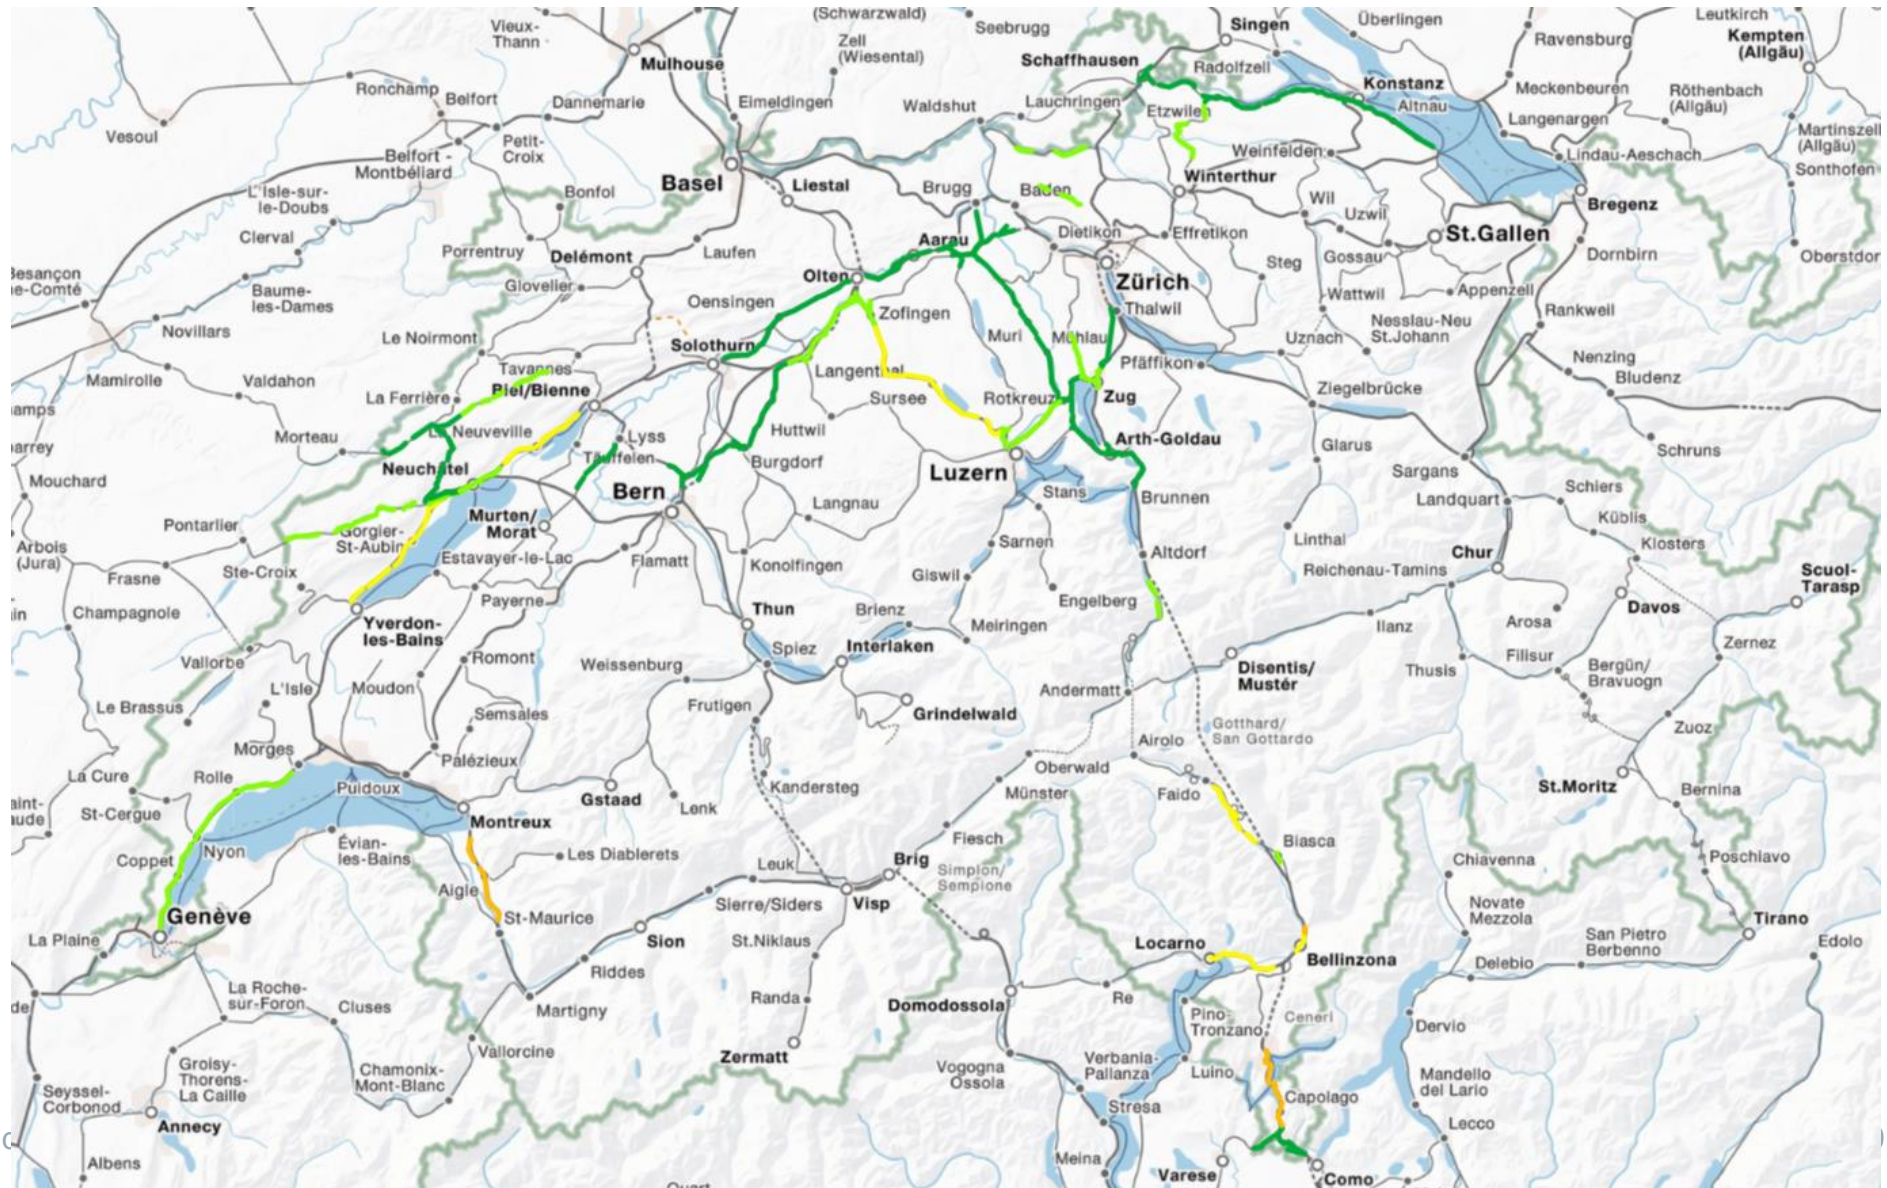 (Schwarzwald)
Seebrugg
Singen
Überlingen
Leutkirch
Vieux-
Thann
Zell
(Wiesental)
Ravensburg
Kempten
(Allgäu)
Mulhouse
Schaffhausen
Radolfzell
Konstanz
Meckenbeuren
Röthenbach
(Allgäu)
Ronchamp
Belfort
Dannemarie
Eimeldingen
Waldshut
Lauchringen
Etzwilen
Altnau
Langenargen
Vesoul
Petit-
Croix
Martinszell
(Allgäu)
Belfort -
Montbéliard
Weinfelden
Lindau-Aeschach
Sonthofen
L'Isle-sur-
le-Doubs
Bonfol
Basel
Liestal
Brugg
Baden
Winterthur
Wil
Uzwil
Bregenz
Clerval
Porrentruy
Delémont
Laufen
Aarau
Dietikon
Effretikon
St.Gallen
Gossau
Dornbirn
Oberstdor
Besançon
ne-Comté
Baume-
les-Dames
Glovelier
Olten
Zürich
Steg
Wattwil
Appenzell
Oensingen
Zofingen
Thalwil
Rankweil
Novillars
Le Noirmont
Solothurn
Muri
Mühlau
Uznach
Nesslau-Neu
St.Johann
Nenzing
Mamirolle
Valdahon
Tavannes
Langenthal
Pfäffikon
Bludenz
La Ferrière
Biel/Bienne
Sursee
Rotkreuz
Zug
Ziegelbrücke
amps
Morteau
La Neuveville
Lyss
Huttwil
Arth-Goldau
Glarus
Schruns
arrey
Neuchâtel
Täuffelen
Burgdorf
Luzern
Sargans
Mouchard
Bern
Langnau
Stans
Brunnen
Landquart
Schiers
Pontarlier
Gorgier-
St-Aubin
Murten/
Morat
Linthal
Küblis
Arbois
(Jura)
Frasne
Ste-Croix
Estavayer-le-Lac
Flamatt
Konolfingen
Sarnen
Altdorf
Chur
Klosters
Giswil
Reichenau-Tamins
Scuol-
Tarasp
Champagnole
Payerne
Thun
Brienz
Engelberg
Davos
Yverdon-
les-Bains
Meiringen
Ilanz
Arosa
Vallorbe
Romont
Weissenburg
Spiez
Interlaken
Disentis/
Mustér
Thusis
Filisur
Zernez
Bergün/
Bravuogn
L'Isle
Moudon
Andermatt
Le Brassus
Semsales
Frutigen
Grindelwald
Gotthard/
San Gottardo
Zuoz
Morges
Palézieux
Airolo
La Cure
Rolle
Puidoux
Kandersteg
Oberwald
St.Moritz
Bernina
aint-
aude
St-Cergue
Gstaad
Lenk
Münster
Faido
Montreux
Fiesch
Biasca
Coppet
Nyon
Évian-
les-Bains
Les Diablerets
Leuk
Brig
Simplon/
Sempione
Chiavenna
Poschiavo
Aigle
Genève
St-Maurice
Sierre/Siders
Visp
Novate
Mezzola
Tirano
La Plaine
Sion
St.Niklaus
Locarno
Bellinzona
San Pietro
Berbenno
Edolo
Riddes
Delebio
de
La Roche-
sur-Foron
Cluses
Martigny
Randa
Domodossola
Re
Pino-
Tronzano
Ceneri
Dervio
Vallorcine
Zermatt
Groisy-
Thorens-
La Caille
Chamonix-
Mont-Blanc
Vogogna
Ossola
Verbania-
Pallanza
Luino
Mandello
del Lario
Seyssel-
Corbonod
Capolago
Annecy
Stresa
Lecco
Albens
Meina
Varese
Como